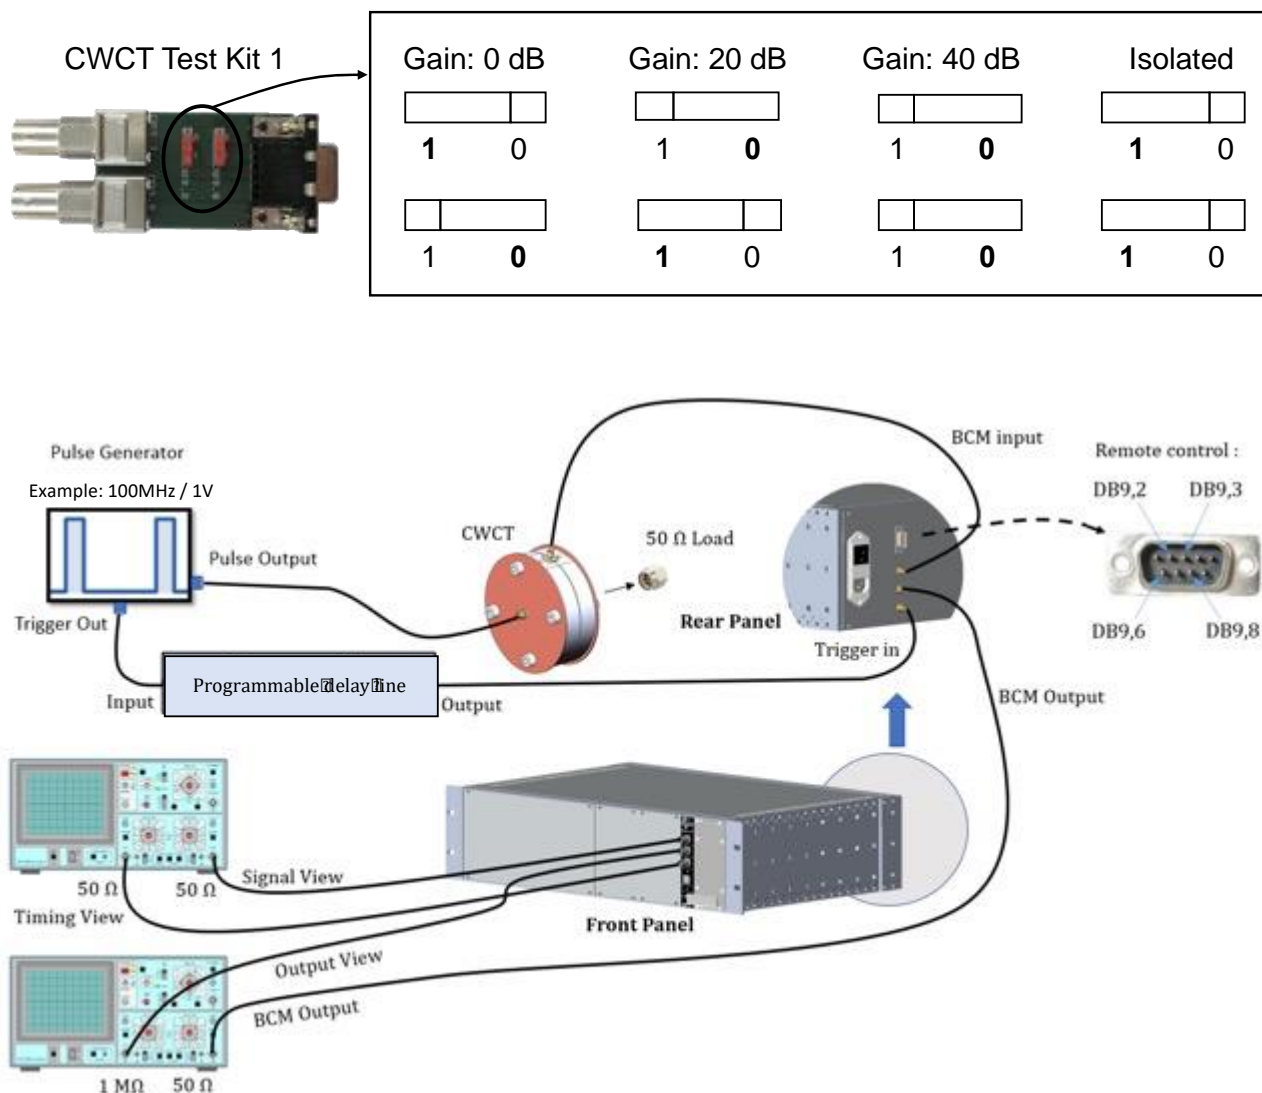 CWCT Test Kit 1
Gain: 0 dB
Gain: 20 dB
Gain: 40 dB
Isolated
1 0
1 0
1 0
1 0
1 0
1 0
1 0
1 0
Pulse Generator
Example: 100MHz / 1V
Pulse Output
Trigger Out
Input
Programmable delay line
Output
CWCT
50 Ω Load
BCM input
Rear Panel
Trigger in
Remote control :
DB9,2 DB9,3
DB9,6 DB9,8
BCM Output
50 Ω 50 Ω
Signal View
Timing View
Front Panel
Output View
BCM Output
1 MΩ 50 Ω